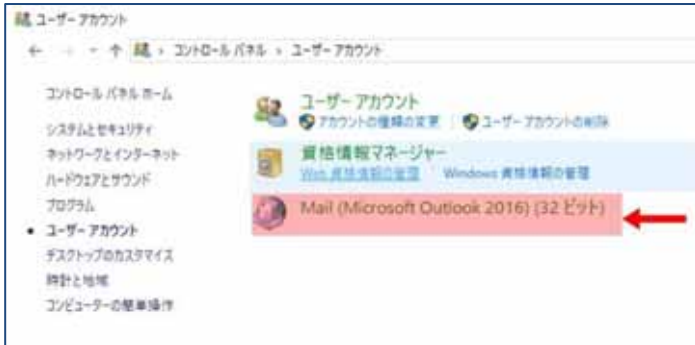 ユーザー アカウント
コントロール パネル › ユーザー アカウント
コントロール パネル ホーム
システムとセキュリティ
ネットワークとインターネット
ハードウェアとサウンド
プログラム
ユーザー アカウント
デスクトップのカスタマイズ
時計と地域
コンピューターの簡単操作
ユーザー アカウント
アカウントの種類の変更 ユーザー アカウントの削除
資格情報マネージャー
Web 資格情報の管理 Windows 資格情報の管理
Mail (Microsoft Outlook 2016) (32 ビット)